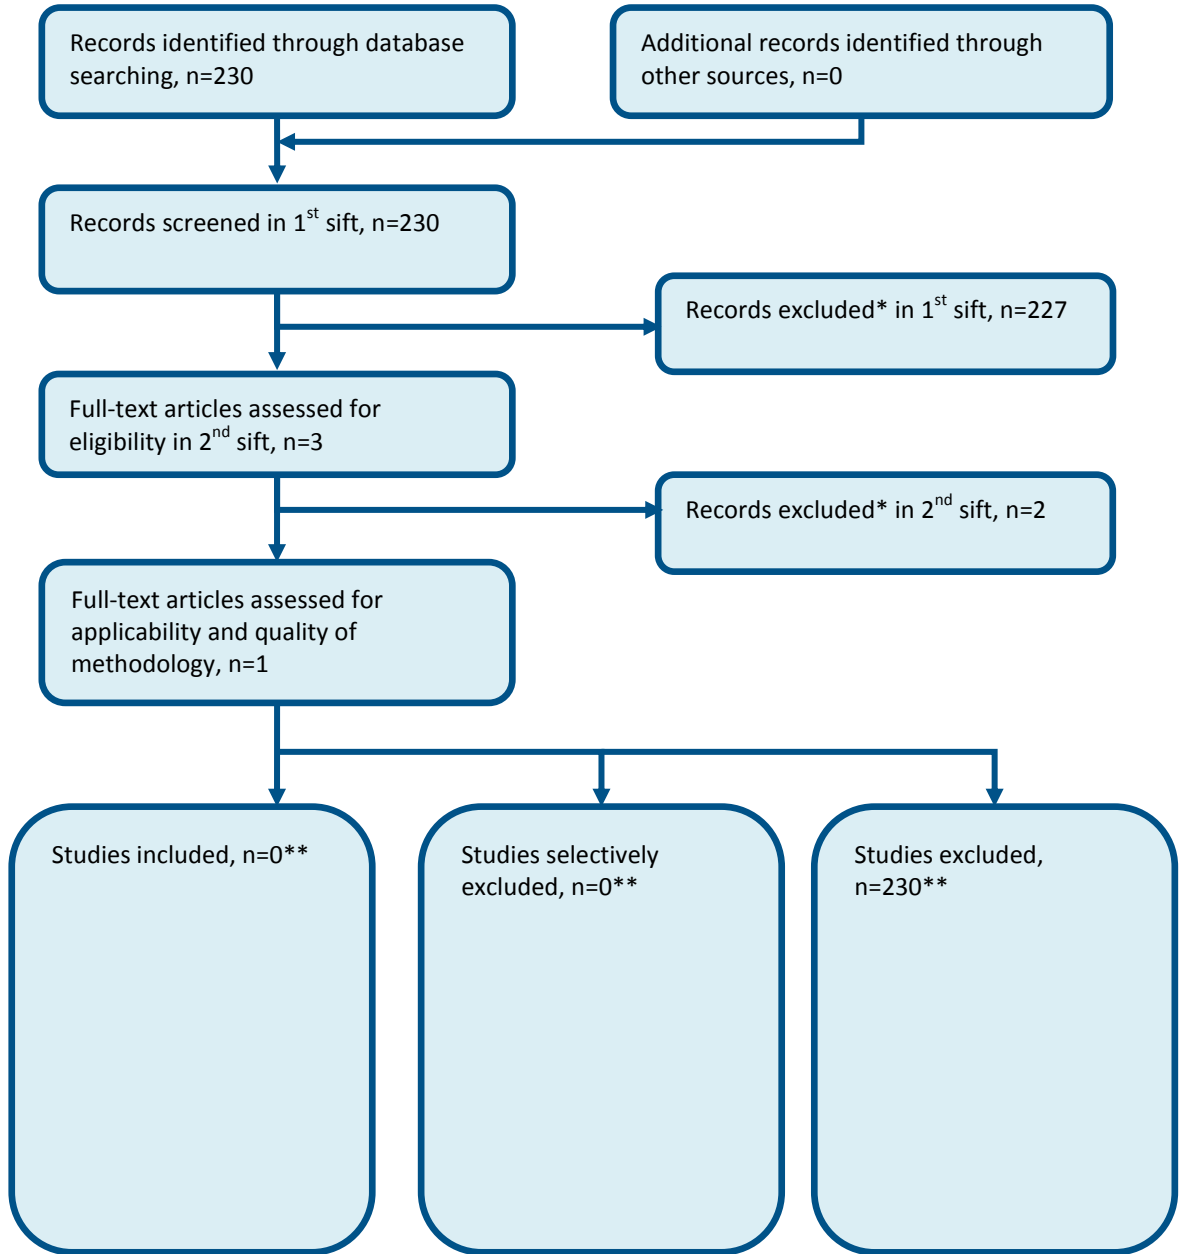 Records identified through database
searching, n=230
Additional records identified through
other sources, n=0
Records screened in 1st sift, n=230
Records excluded* in 1st sift, n=227
Full-text articles assessed for
eligibility in 2nd sift, n=3
Records excluded* in 2nd sift, n=2
Full-text articles assessed for
applicability and quality of
methodology, n=1
Studies included, n=0**
Studies selectively
excluded, n=0**
Studies excluded,
n=230**